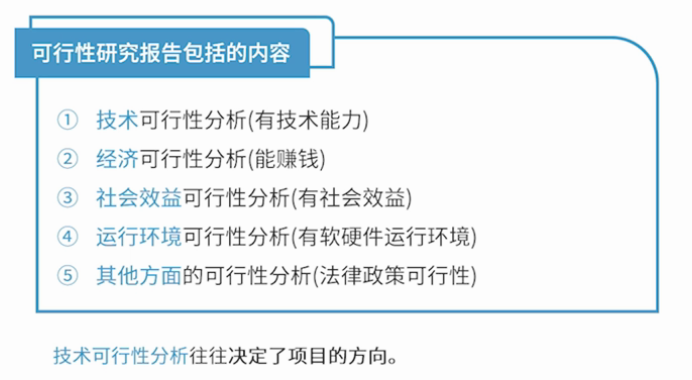 可行性研究报告包括的内容
① 技术可行性分析(有技术能力)
② 经济可行性分析(能赚钱)
③ 社会效益可行性分析(有社会效益)
④ 运行环境可行性分析(有软硬件运行环境)
⑤ 其他方面的可行性分析(法律政策可行性)
技术可行性分析往往决定了项目的方向。